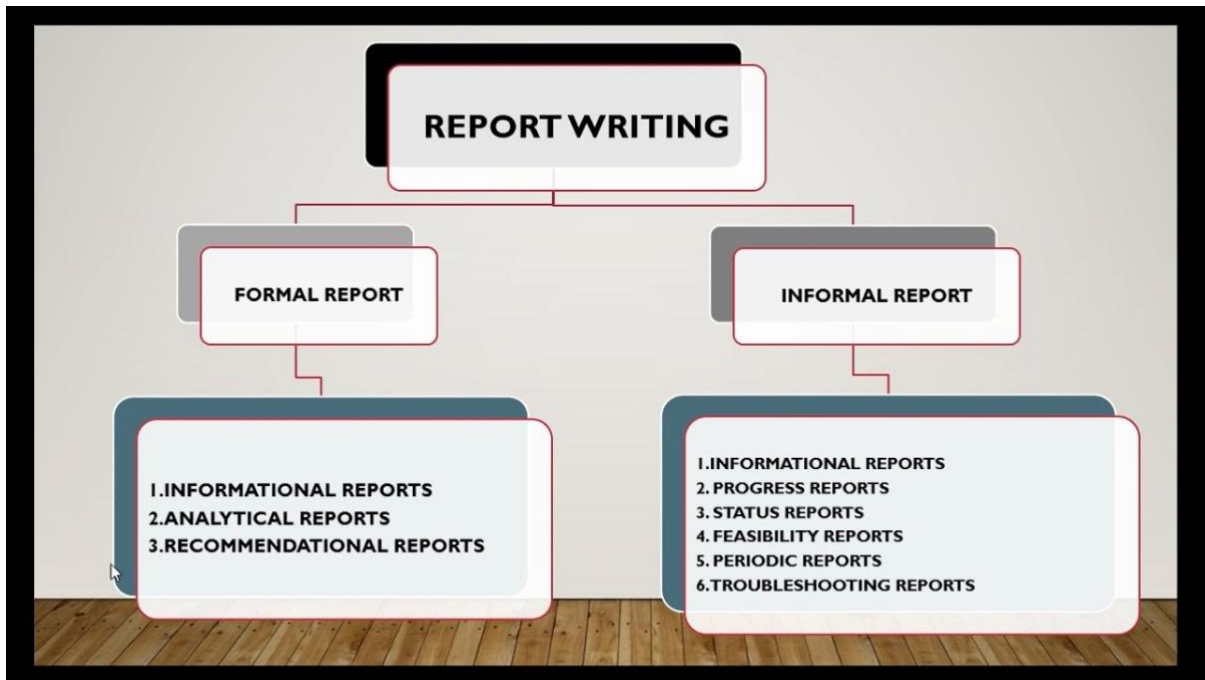 REPORT WRITING
FORMAL REPORT
INFORMAL REPORT
1.INFORMATIONAL REPORTS
2.ANALYTICAL REPORTS
3.RECOMMENDATIONAL REPORTS
1.INFORMATIONAL REPORTS
2. PROGRESS REPORTS
3. STATUS REPORTS
4. FEASIBILITY REPORTS
5. PERIODIC REPORTS
6.TROUBLESHOOTING REPORTS